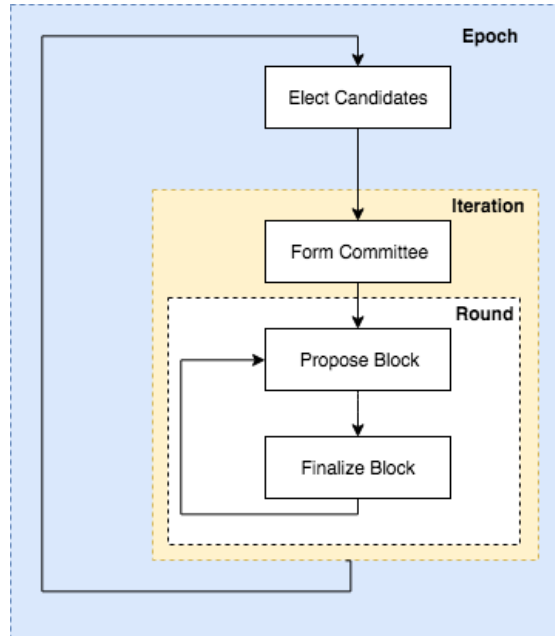 Epoch
Elect Candidates
Iteration
Form Committee
Round
Propose Block
Finalize Block